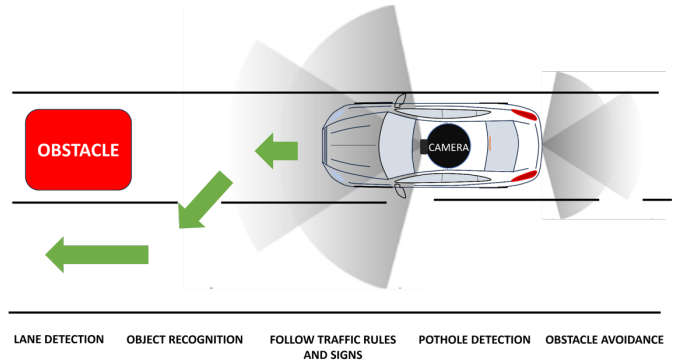 OBSTACLE
CAMERA
LANE DETECTION
OBJECT RECOGNITION
FOLLOW TRAFFIC RULES
AND SIGNS
POTHOLE DETECTION
OBSTACLE AVOIDANCE